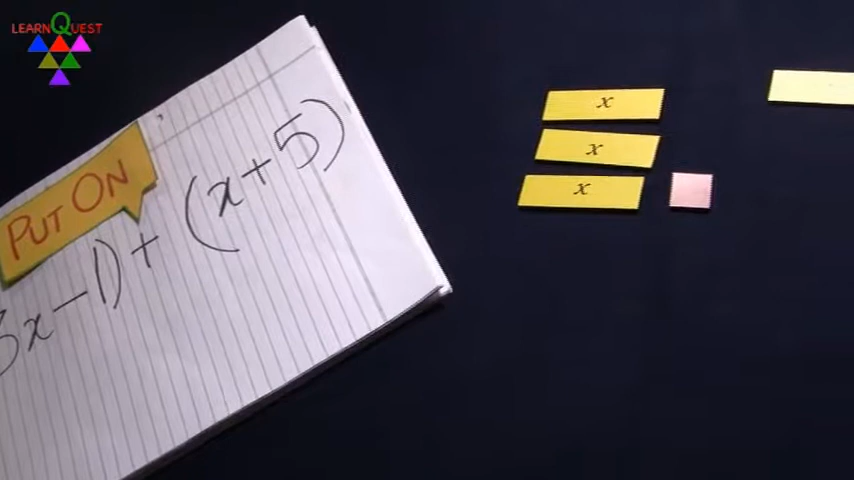 LEARNQUEST
PUT ON
3x-1)+(x+5)
x
x
x